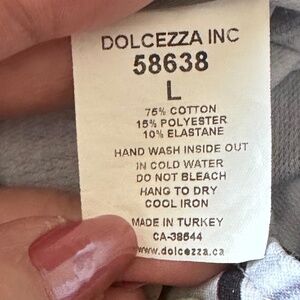 DOLCEZZA INC
58638
L
75% COTTON
15% POLYESTER
10% ELASTANE
HAND WASH INSIDE OUT
IN COLD WATER
DO NOT BLEACH
HANG TO DRY
COOL IRON
MADE IN TURKEY
CA-38544
www.dolcezza.ca